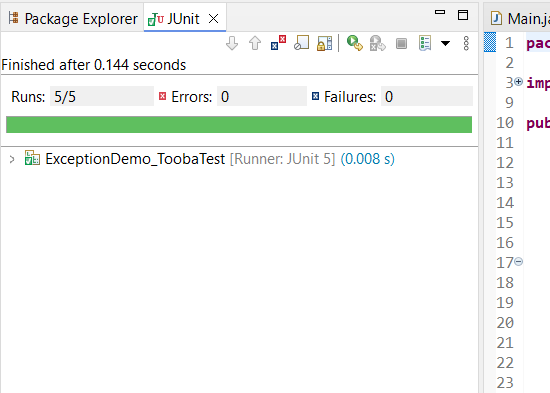 Package Explorer JUnit
Finished after 0.144 seconds
Runs: 5/5 Errors: 0 Failures: 0
ExceptionDemo_ToobaTest [Runner: JUnit 5] (0.008 s)
Main.ja
1 pac
2
3 imp
9
10 pub
11
12
13
14
15
16
17
18
19
20
21
22
23